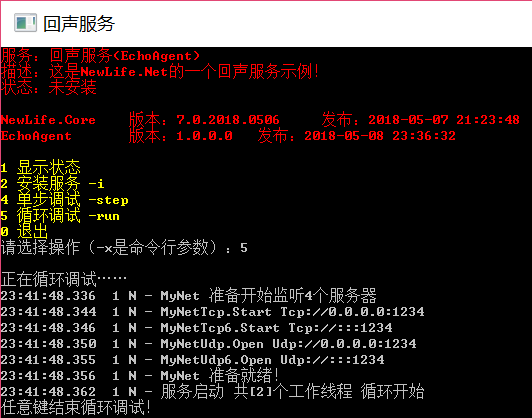 回声服务
服务：回声服务(EchoAgent)
描述：这是NewLife.Net的一个回声服务示例！
状态：未安装
NewLife.Core 版本：7.0.2018.0506 发布：2018-05-07 21:23:48
EchoAgent 版本：1.0.0.0 发布：2018-05-08 23:36:32
1 显示状态
2 安装服务 -i
4 单步调试 -step
5 循环调试 -run
0 退出
请选择操作（-x是命令行参数）：5
正在循环调试……
23:41:48.336 1 N - MyNet 准备开始监听4个服务器
23:41:48.344 1 N - MyNetTcp.Start Tcp://0.0.0.0:1234
23:41:48.346 1 N - MyNetTcp6.Start Tcp://:::1234
23:41:48.350 1 N - MyNetUdp.Open Udp://0.0.0.0:1234
23:41:48.355 1 N - MyNetUdp6.Open Udp://:::1234
23:41:48.356 1 N - MyNet 准备就绪！
23:41:48.362 1 N - 服务启动 共[2]个工作线程 循环开始
任意键结束循环调试！